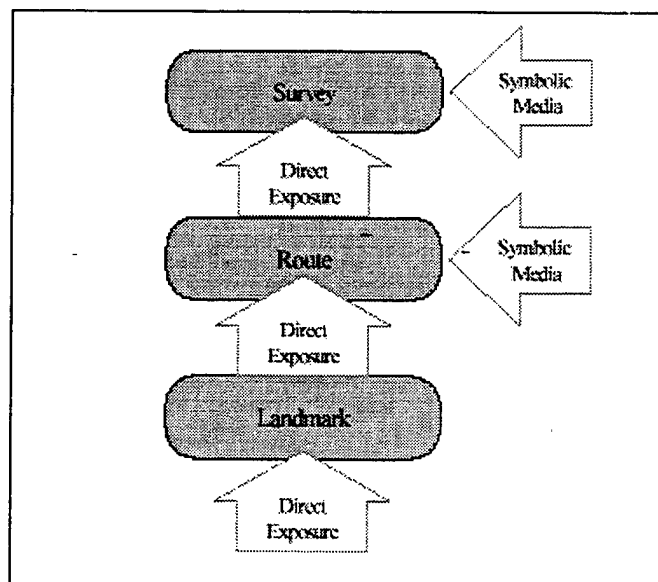 Survey
Symbolic
Media
Direct
Exposure
Route
Symbolic
Media
Direct
Exposure
Landmark
Direct
Exposure